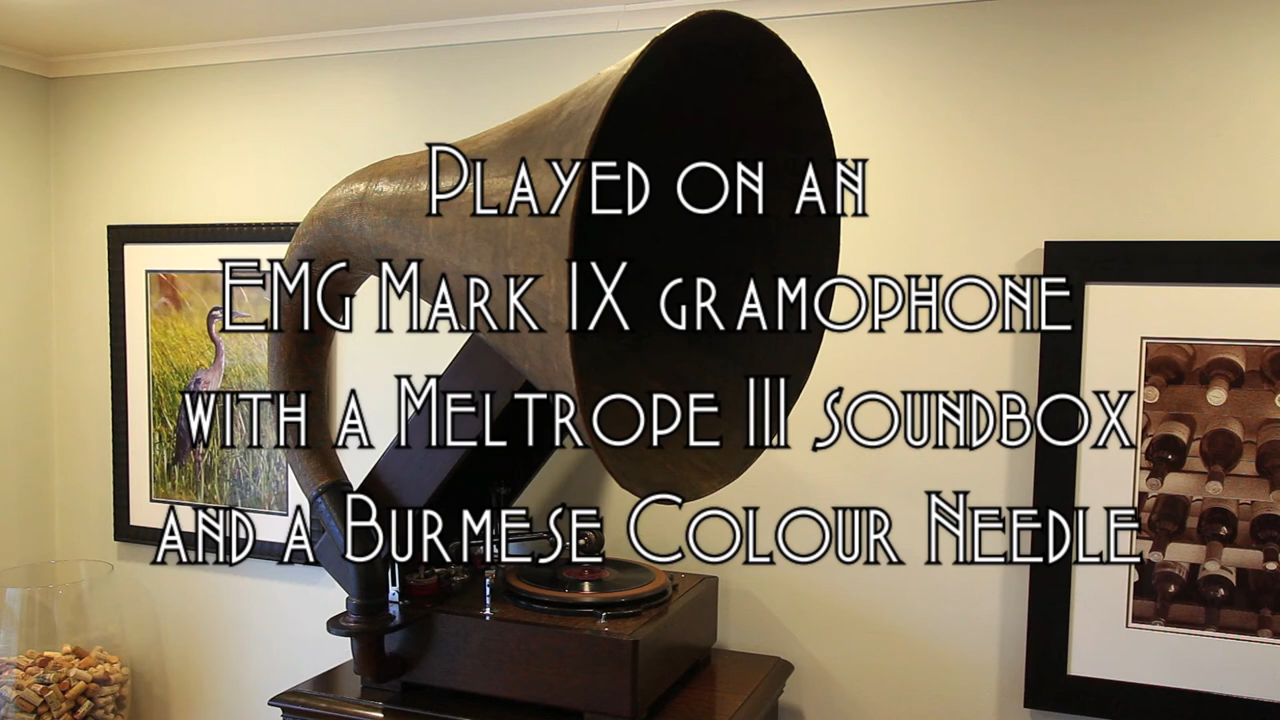 Played on an
EMG Mark IX gramophone
with a Meltrope III soundbox
and a Burmese Colour Needle